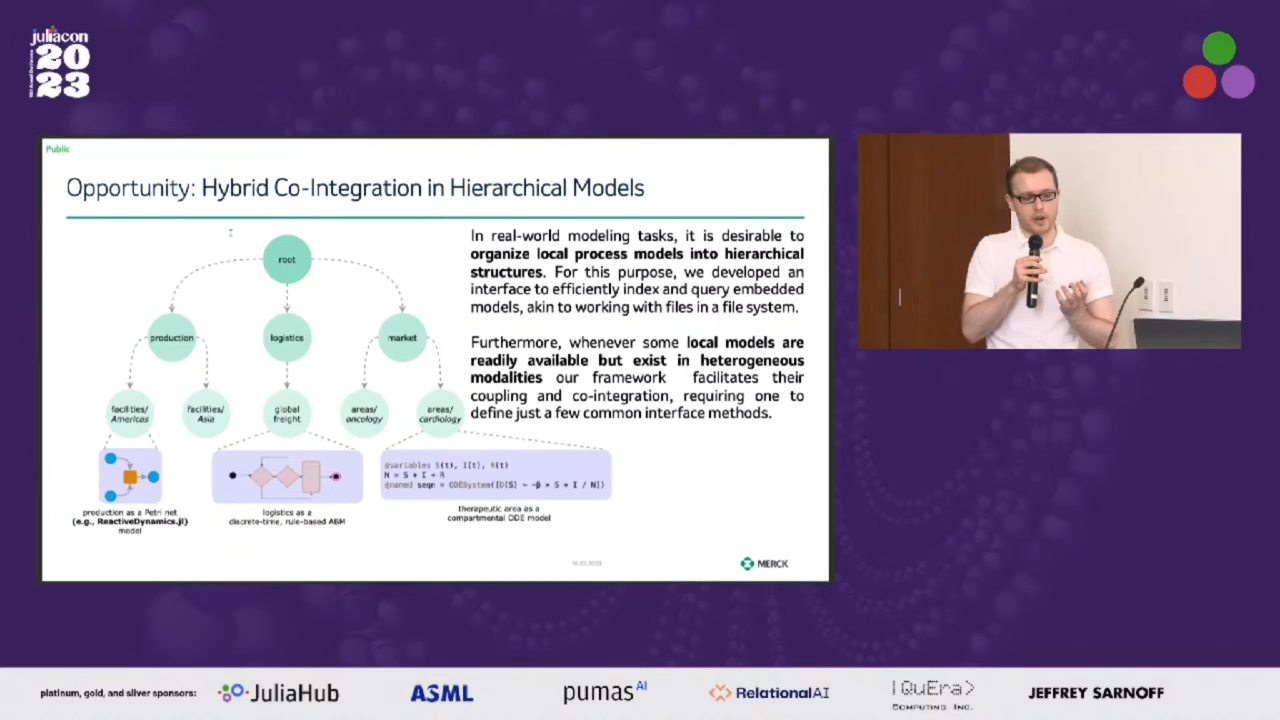 juliacon
20
23
Public
Opportunity: Hybrid Co-Integration in Hierarchical Models
root
production
logistics
market
facilities/
Americas
facilities/
Asia
global
freight
areas/
oncology
areas/
cardiology
@variables S(t), I(t), R(t)
N = S + I + R
@named seqn = ODESystem([D(S) ~ -β * S * I / N])
production as a Petri net
(e.g., ReactiveDynamics.jl)
model
logistics as a
discrete-time, rule-based ABM
therapeutic area as a
compartmental ODE model
In real-world modeling tasks, it is desirable to
organize local process models into hierarchical
structures. For this purpose, we developed an
interface to efficiently index and query embedded
models, akin to working with files in a file system.
Furthermore, whenever some local models are
readily available but exist in heterogeneous
modalities our framework facilitates their
coupling and co-integration, requiring one to
define just a few common interface methods.
MERCK
platinum, gold, and silver sponsors:
JuliaHub
ASML
pumas AI
RelationalAI
|QuEra>
Computing Inc.
JEFFREY SARNOFF